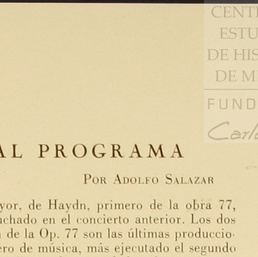 CENT
ESTU
DE HIS
DE M
FUND
Carl
AL PROGRAMA
POR ADOLFO SALAZAR
yor, de Haydn, primero de la obra 77,
uchado en el concierto anterior. Los dos
a de la Op. 77 son las últimas produccio-
ero de música, más ejecutado el segundo